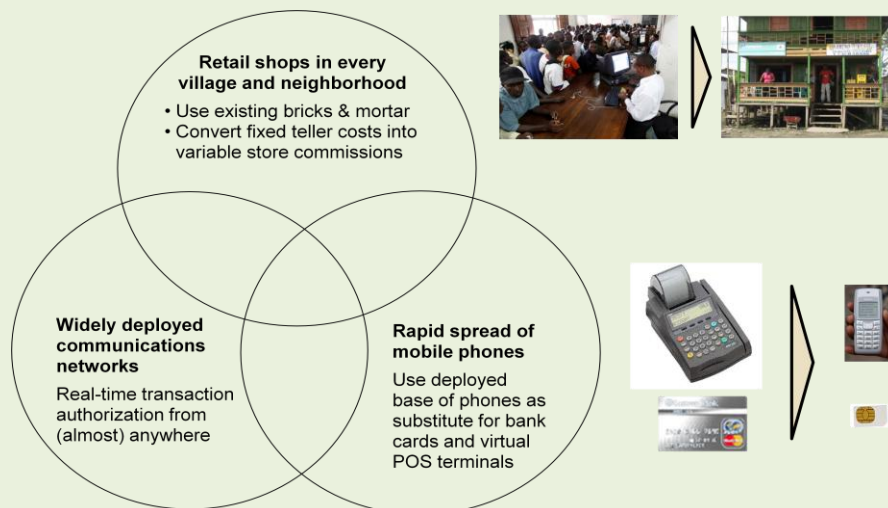 Retail shops in every
village and neighborhood
• Use existing bricks & mortar
• Convert fixed teller costs into
variable store commissions
Widely deployed
communications
networks
Real-time transaction
authorization from
(almost) anywhere
Rapid spread of
mobile phones
Use deployed
base of phones as
substitute for bank
cards and virtual
POS terminals